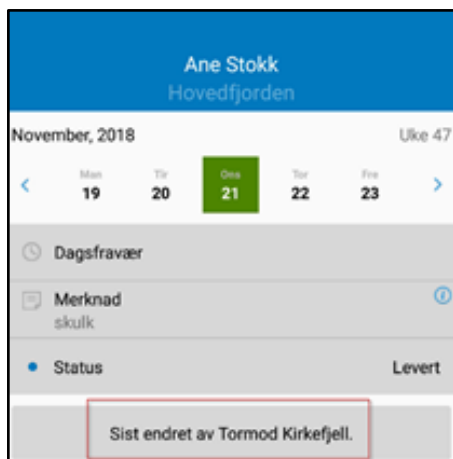 Ane Stokk
Hovedfjorden
November, 2018 Uke 47
Man Tir Ons Tor Fre
< 19 20 21 22 23 >
Dagsfravær
Merknad
skulk
Status Levert
Sist endret av Tormod Kirkefjell.